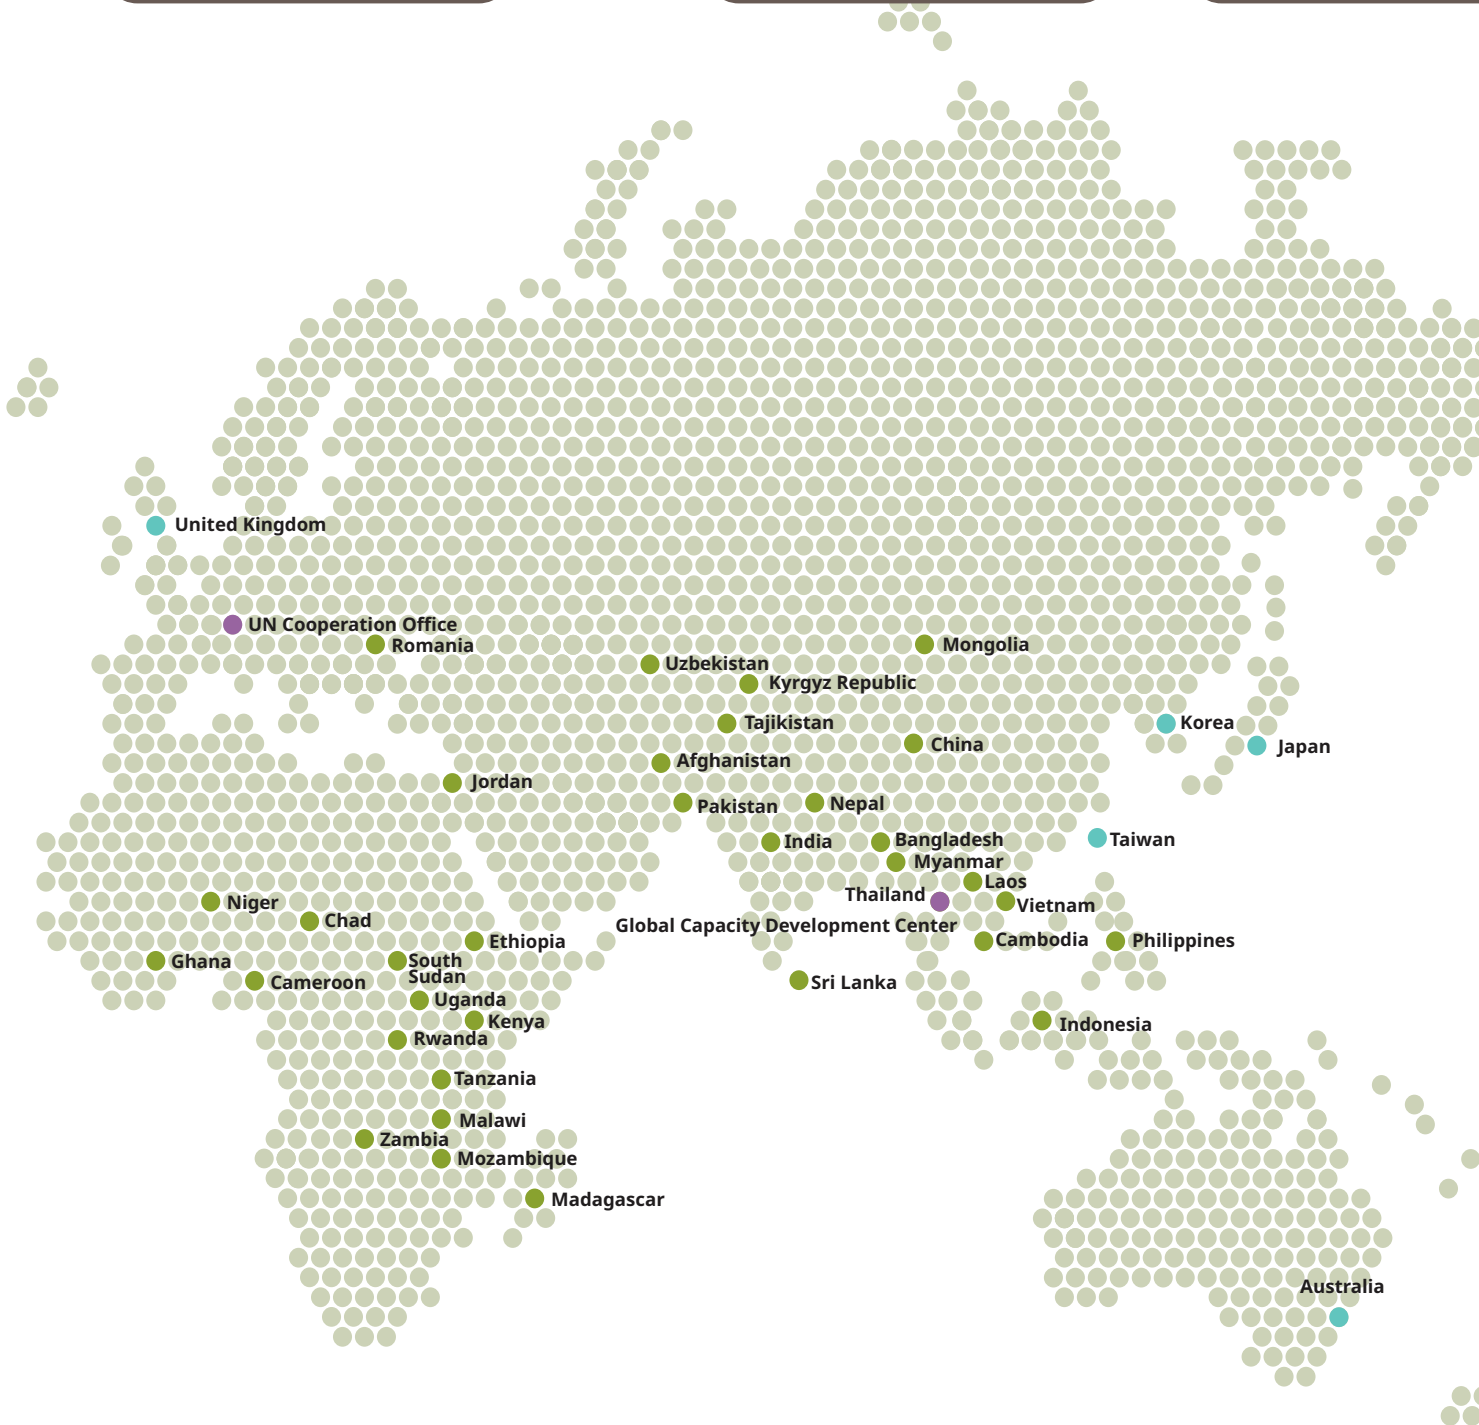 United Kingdom
UN Cooperation Office
Romania
Mongolia
Uzbekistan
Kyrgyz Republic
Tajikistan
Korea
China
Japan
Afghanistan
Jordan
Pakistan
Nepal
India
Bangladesh
Taiwan
Myanmar
Laos
Thailand
Niger
Vietnam
Chad
Global Capacity Development Center
Ethiopia
Cambodia
Philippines
Ghana
South
Sudan
Cameroon
Sri Lanka
Uganda
Kenya
Indonesia
Rwanda
Tanzania
Malawi
Zambia
Mozambique
Madagascar
Australia